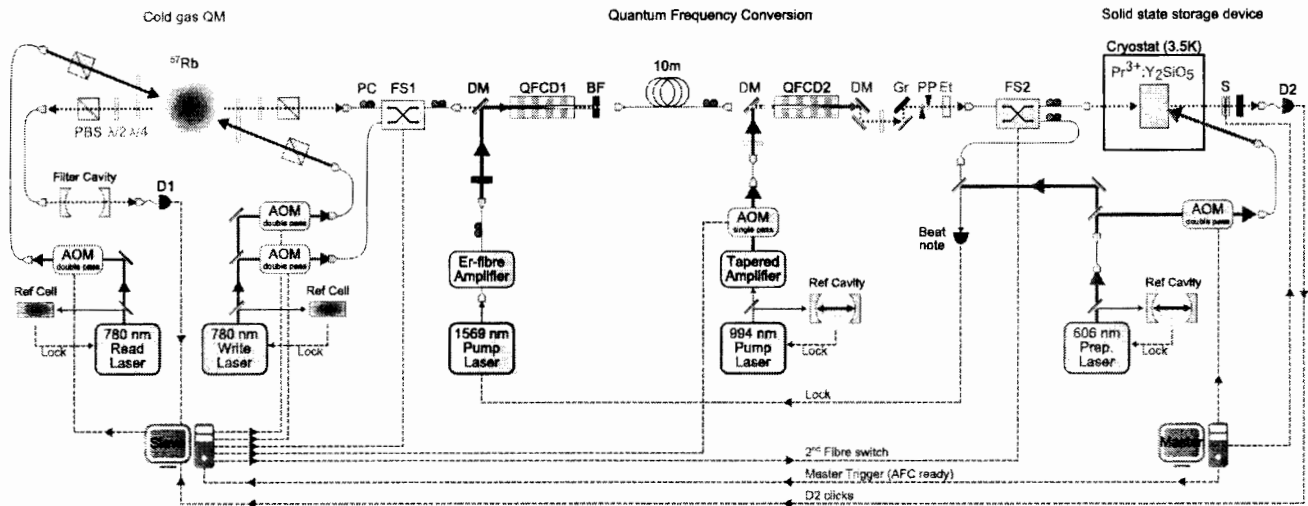 Cold gas QM
Quantum Frequency Conversion
Solid state storage device
Cryostat (3.5K)
87Rb
10m
Pr3+:Y2SiO5
PC
FS1
DM
QFCD1
BF
DM
QFCD2
DM
Gr
PP
Et
FS2
S
D2
PBS λ/2 λ/4
Filter Cavity
D1
AOM
double pass
AOM
double pass
AOM
double pass
AOM
single pass
AOM
double pass
Beat
note
Er-fibre
Amplifier
Tapered
Amplifier
Ref Cell
Ref Cell
Ref Cavity
Ref Cavity
780 nm
Read
Laser
Lock
780 nm
Write
Laser
Lock
1569 nm
Pump
Laser
994 nm
Pump
Laser
Lock
606 nm
Prep.
Laser
Lock
Lock
Slave
Master
2nd Fibre switch
Master Trigger (AFC ready)
D2 clicks